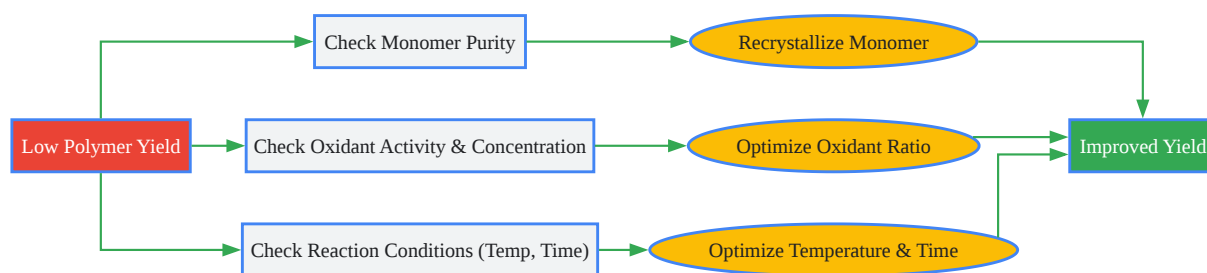 Check Monomer Purity
Recrystallize Monomer
Low Polymer Yield
Check Oxidant Activity & Concentration
Optimize Oxidant Ratio
Improved Yield
Check Reaction Conditions (Temp, Time)
Optimize Temperature & Time